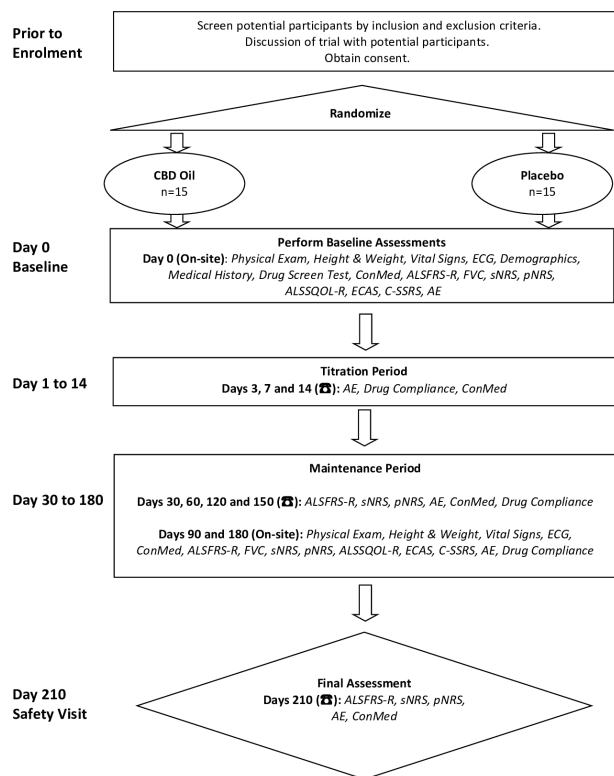 Prior to
Enrolment
Screen potential participants by inclusion and exclusion criteria.
Discussion of trial with potential participants.
Obtain consent.
Randomize
CBD Oil
n=15
Placebo
n=15
Day 0
Baseline
Perform Baseline Assessments
Day 0 (On-site): Physical Exam, Height & Weight, Vital Signs, ECG, Demographics,
Medical History, Drug Screen Test, ConMed, ALSFRS-R, FVC, sNRS, pNRS,
ALSSQOL-R, ECAS, C-SSRS, AE
Day 1 to 14
Titration Period
Days 3, 7 and 14 (☎): AE, Drug Compliance, ConMed
Day 30 to 180
Maintenance Period
Days 30, 60, 120 and 150 (☎): ALSFRS-R, sNRS, pNRS, AE, ConMed, Drug Compliance
Days 90 and 180 (On-site): Physical Exam, Height & Weight, Vital Signs, ECG,
ConMed, ALSFRS-R, FVC, sNRS, pNRS, ALSSQOL-R, ECAS, C-SSRS, AE, Drug Compliance
Day 210
Safety Visit
Final Assessment
Days 210 (☎): ALSFRS-R, sNRS, pNRS,
AE, ConMed